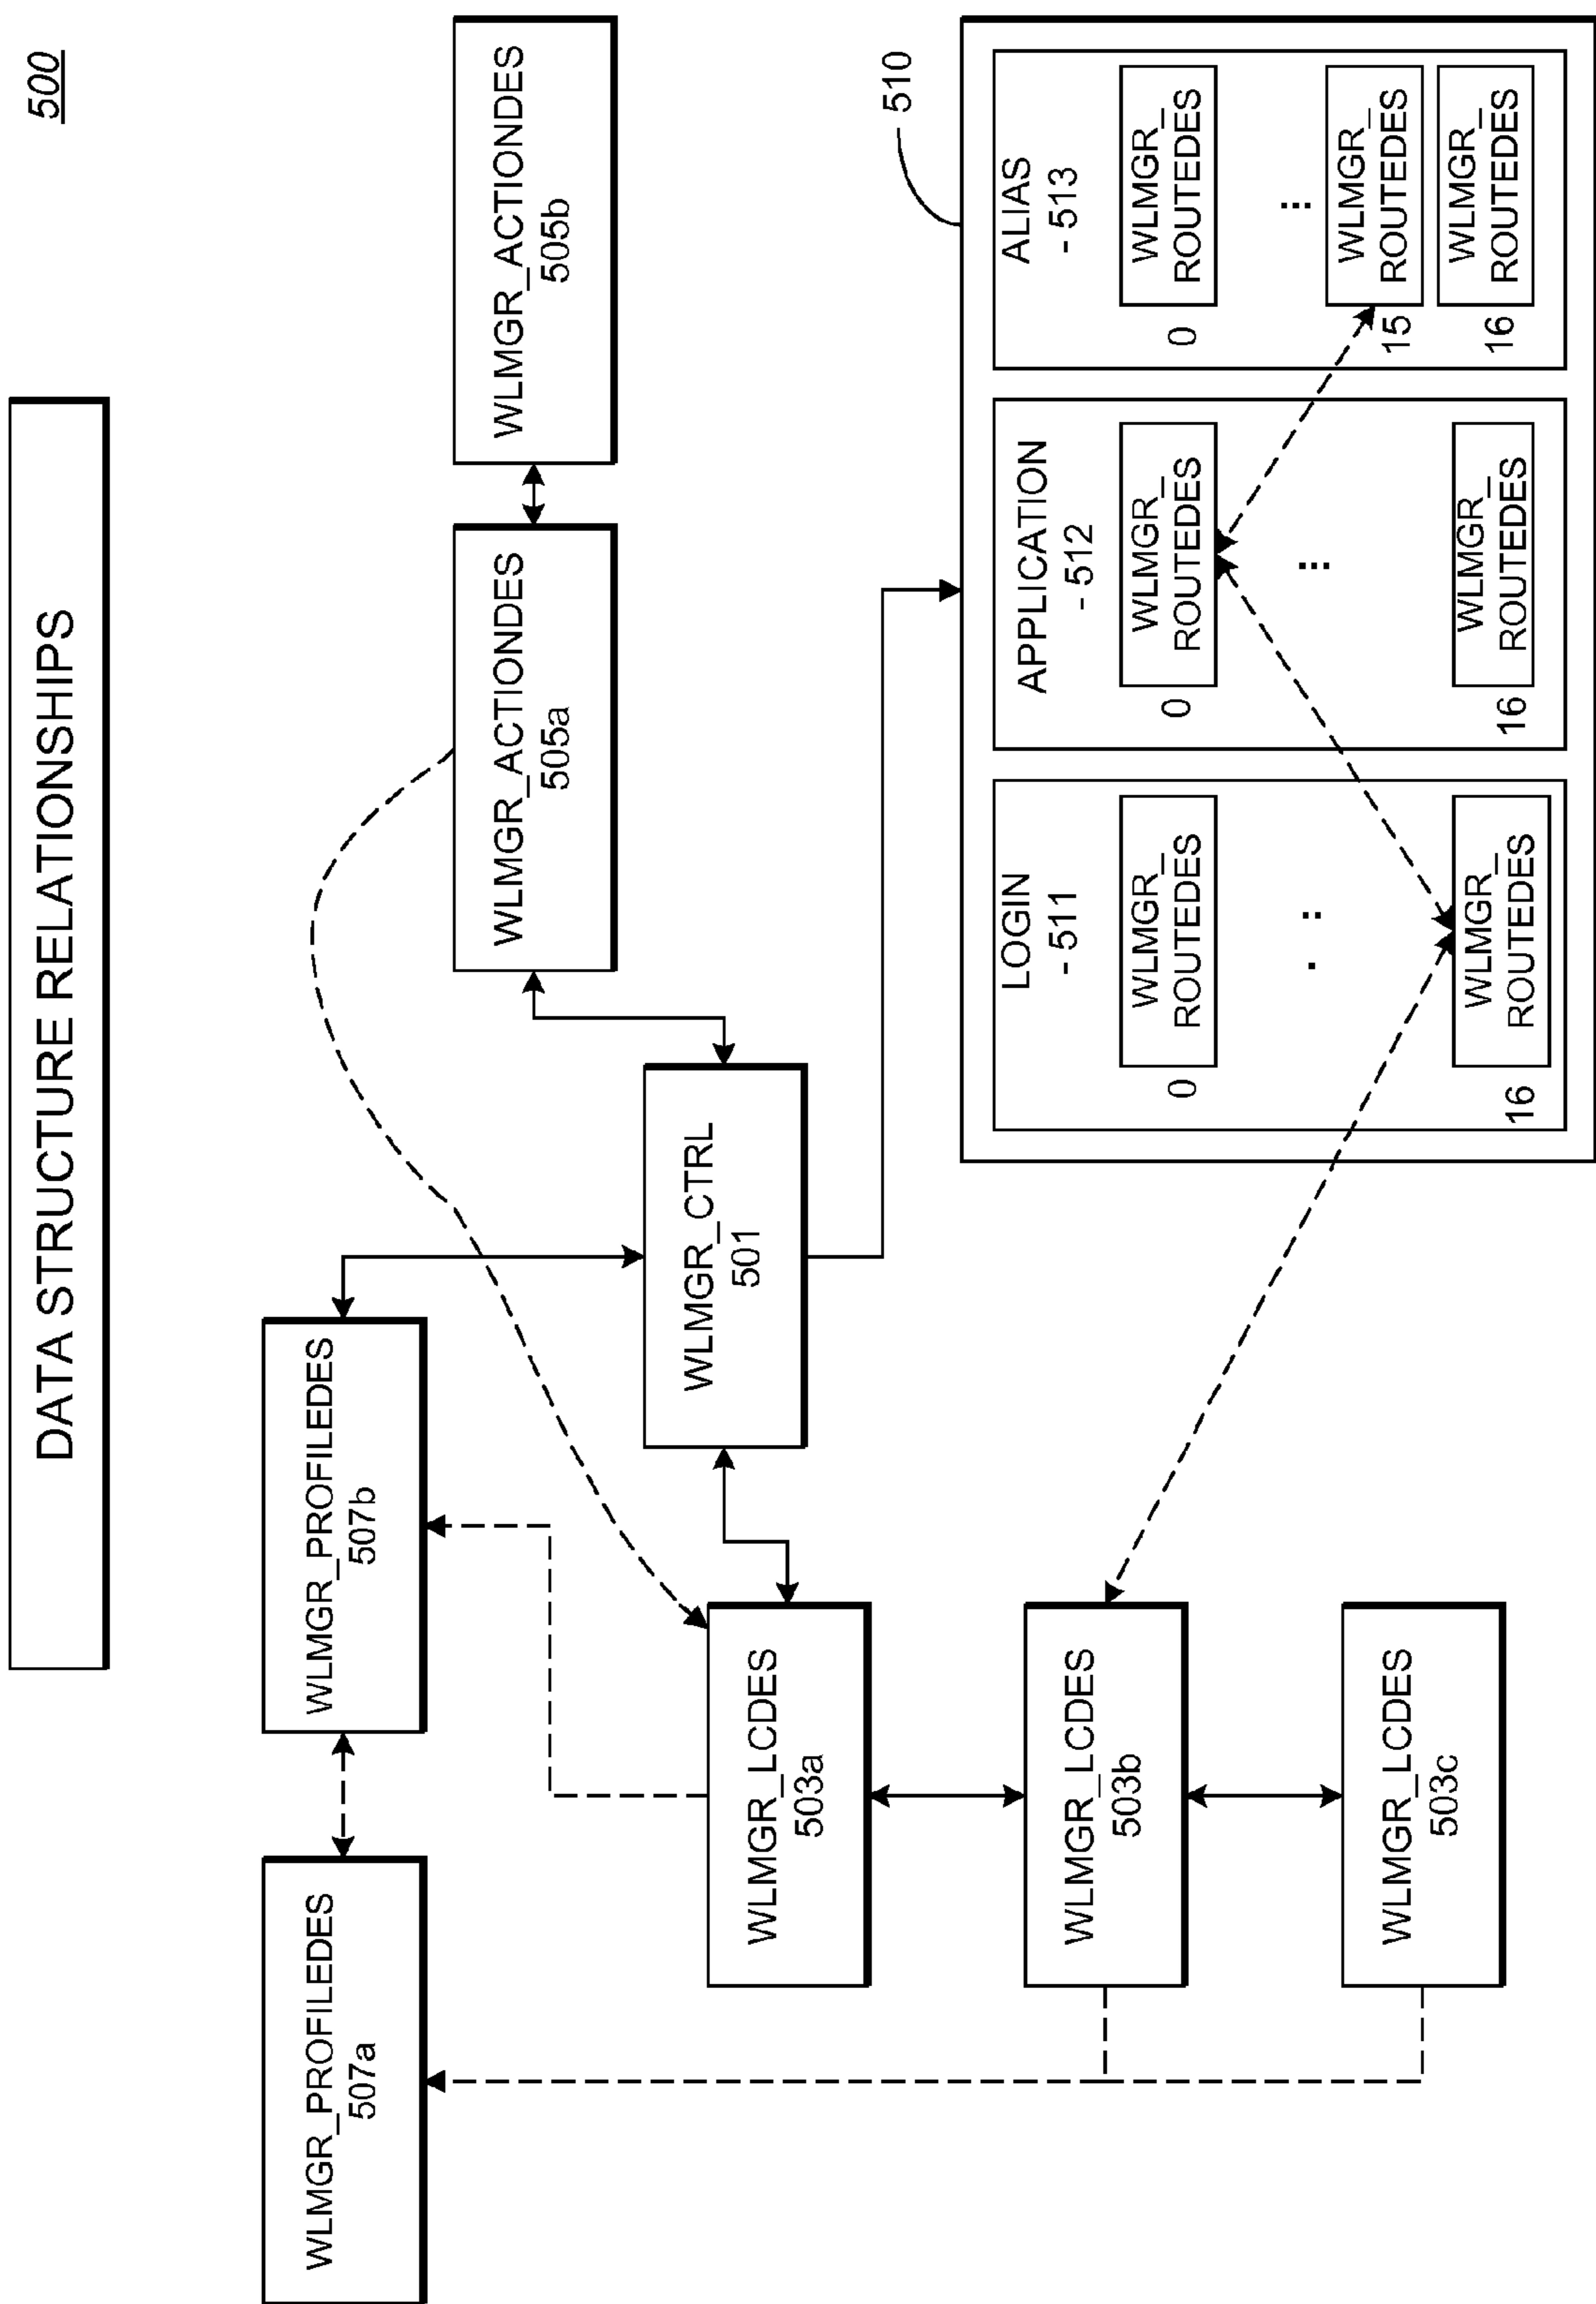 500
DATA STRUCTURE RELATIONSHIPS
WLMGR_PROFILEDES
507a
WLMGR_PROFILEDES
507b
WLMGR_ACTIONDES
505a
WLMGR_ACTIONDES
505b
WLMGR_CTRL
501
WLMGR_LCDES
503a
WLMGR_LCDES
503b
WLMGR_LCDES
503c
510
LOGIN
- 511
0
WLMGR_
ROUTEDES
.
..
16
WLMGR_
ROUTEDES
APPLICATION
- 512
0
WLMGR_
ROUTEDES
...
16
WLMGR_
ROUTEDES
ALIAS
- 513
0
WLMGR_
ROUTEDES
...
15
WLMGR_
ROUTEDES
16
WLMGR_
ROUTEDES